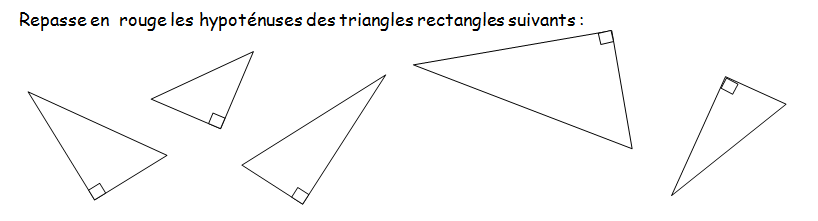 Repasse en rouge les hypoténuses des triangles rectangles suivants :